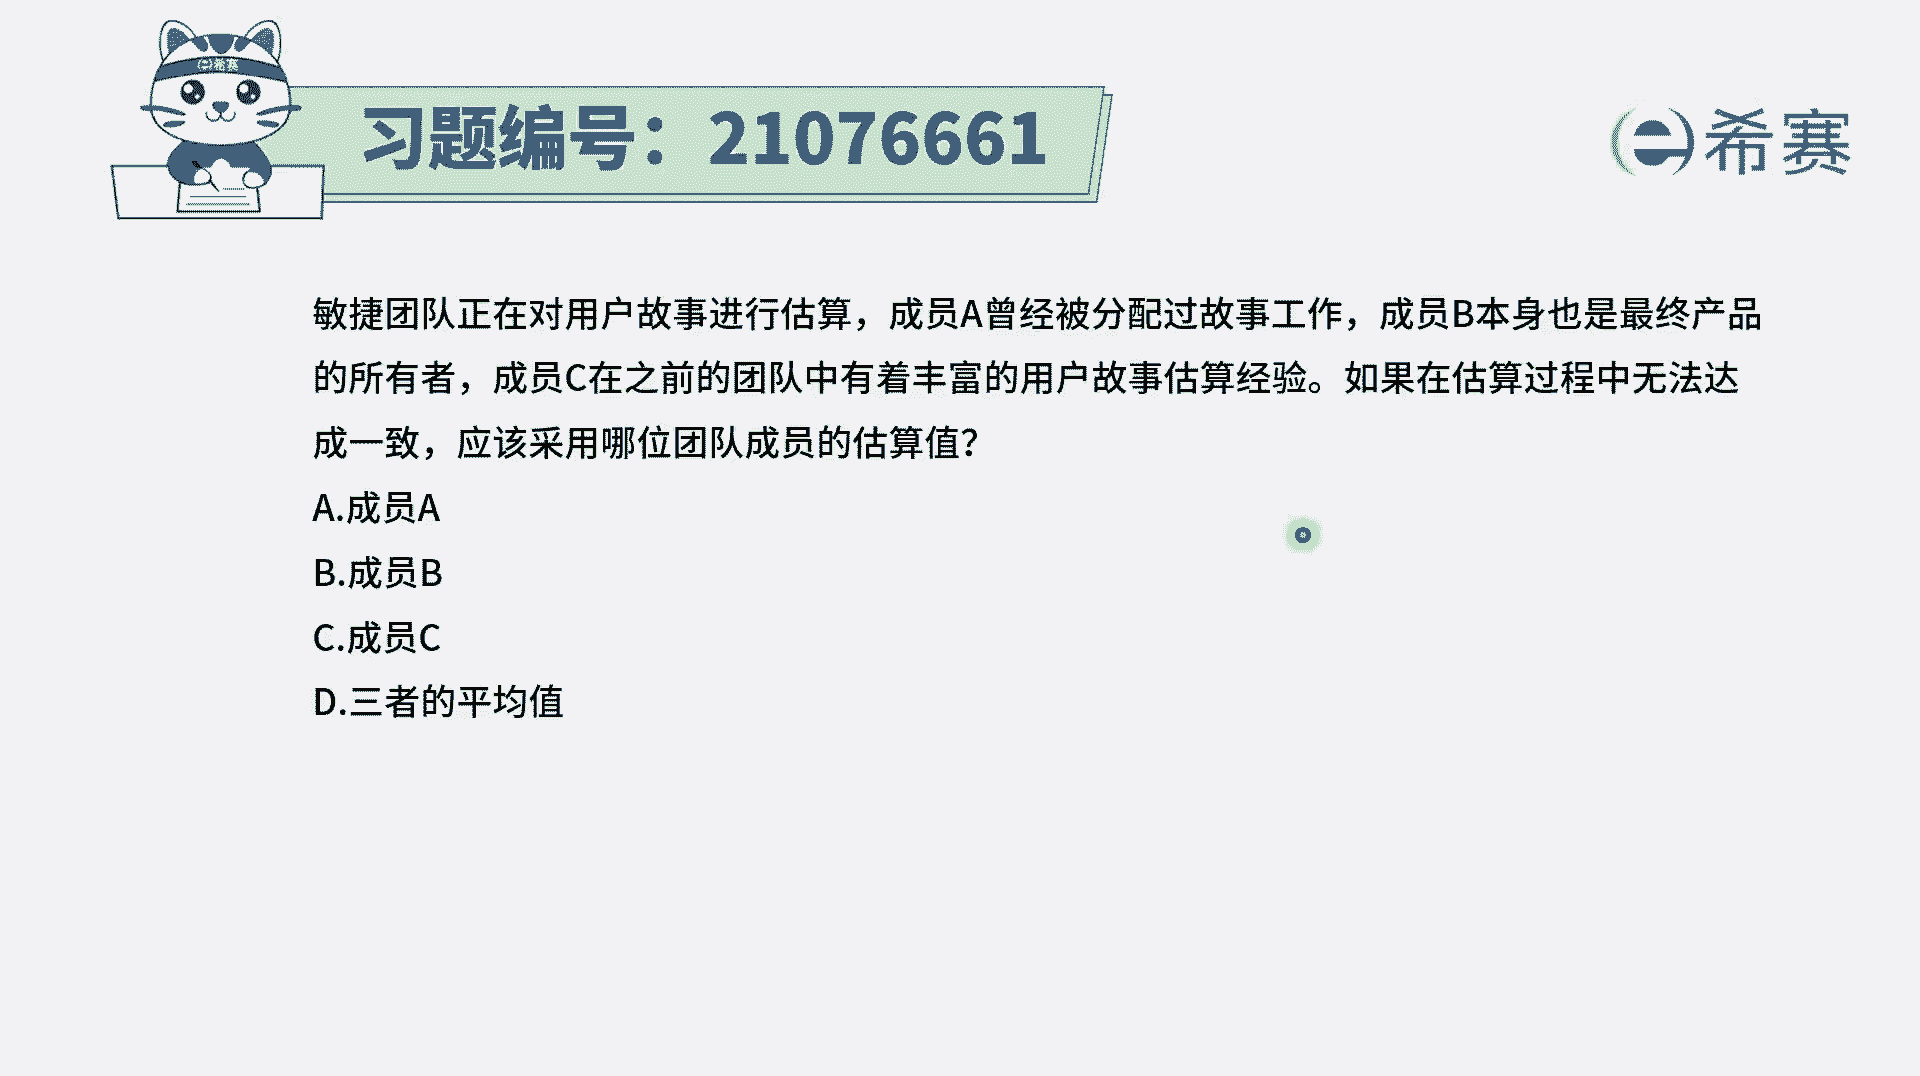 希赛
习题编号：21076661
希赛
敏捷团队正在对用户故事进行估算，成员A曾经被分配过故事工作，成员B本身也是最终产品
的所有者，成员C在之前的团队中有着丰富的用户故事估算经验。如果在估算过程中无法达
成一致，应该采用哪位团队成员的估算值？
A.成员A
B.成员B
C.成员C
D.三者的平均值